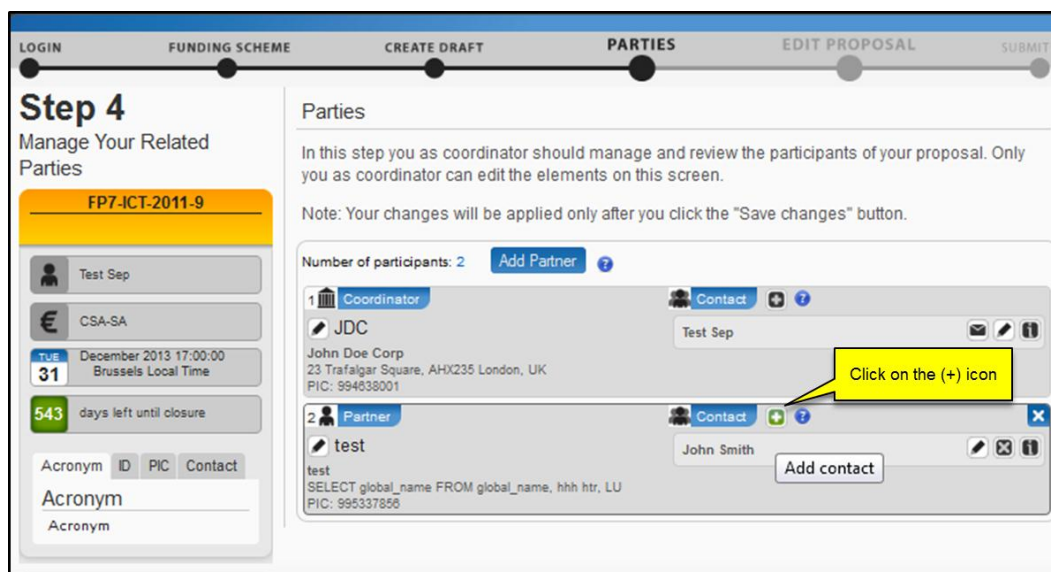 LOGIN FUNDING SCHEME CREATE DRAFT PARTIES EDIT PROPOSAL SUBMIT
Step 4
Manage Your Related
Parties
FP7-ICT-2011-9
Test Sep
€ CSA-SA
TUE
31
December 2013 17:00:00
Brussels Local Time
543 days left until closure
Acronym ID PIC Contact
Acronym
Acronym
Parties
In this step you as coordinator should manage and review the participants of your proposal. Only
you as coordinator can edit the elements on this screen.
Note: Your changes will be applied only after you click the "Save changes" button.
Number of participants: 2 Add Partner ?
1 Coordinator
JDC
John Doe Corp
23 Trafalgar Square, AHX235 London, UK
PIC: 994638001
Contact ?
Test Sep
Click on the (+) icon
2 Partner
test
test
SELECT global_name FROM global_name, hhh htr, LU
PIC: 995337856
Contact ?
John Smith
Add contact